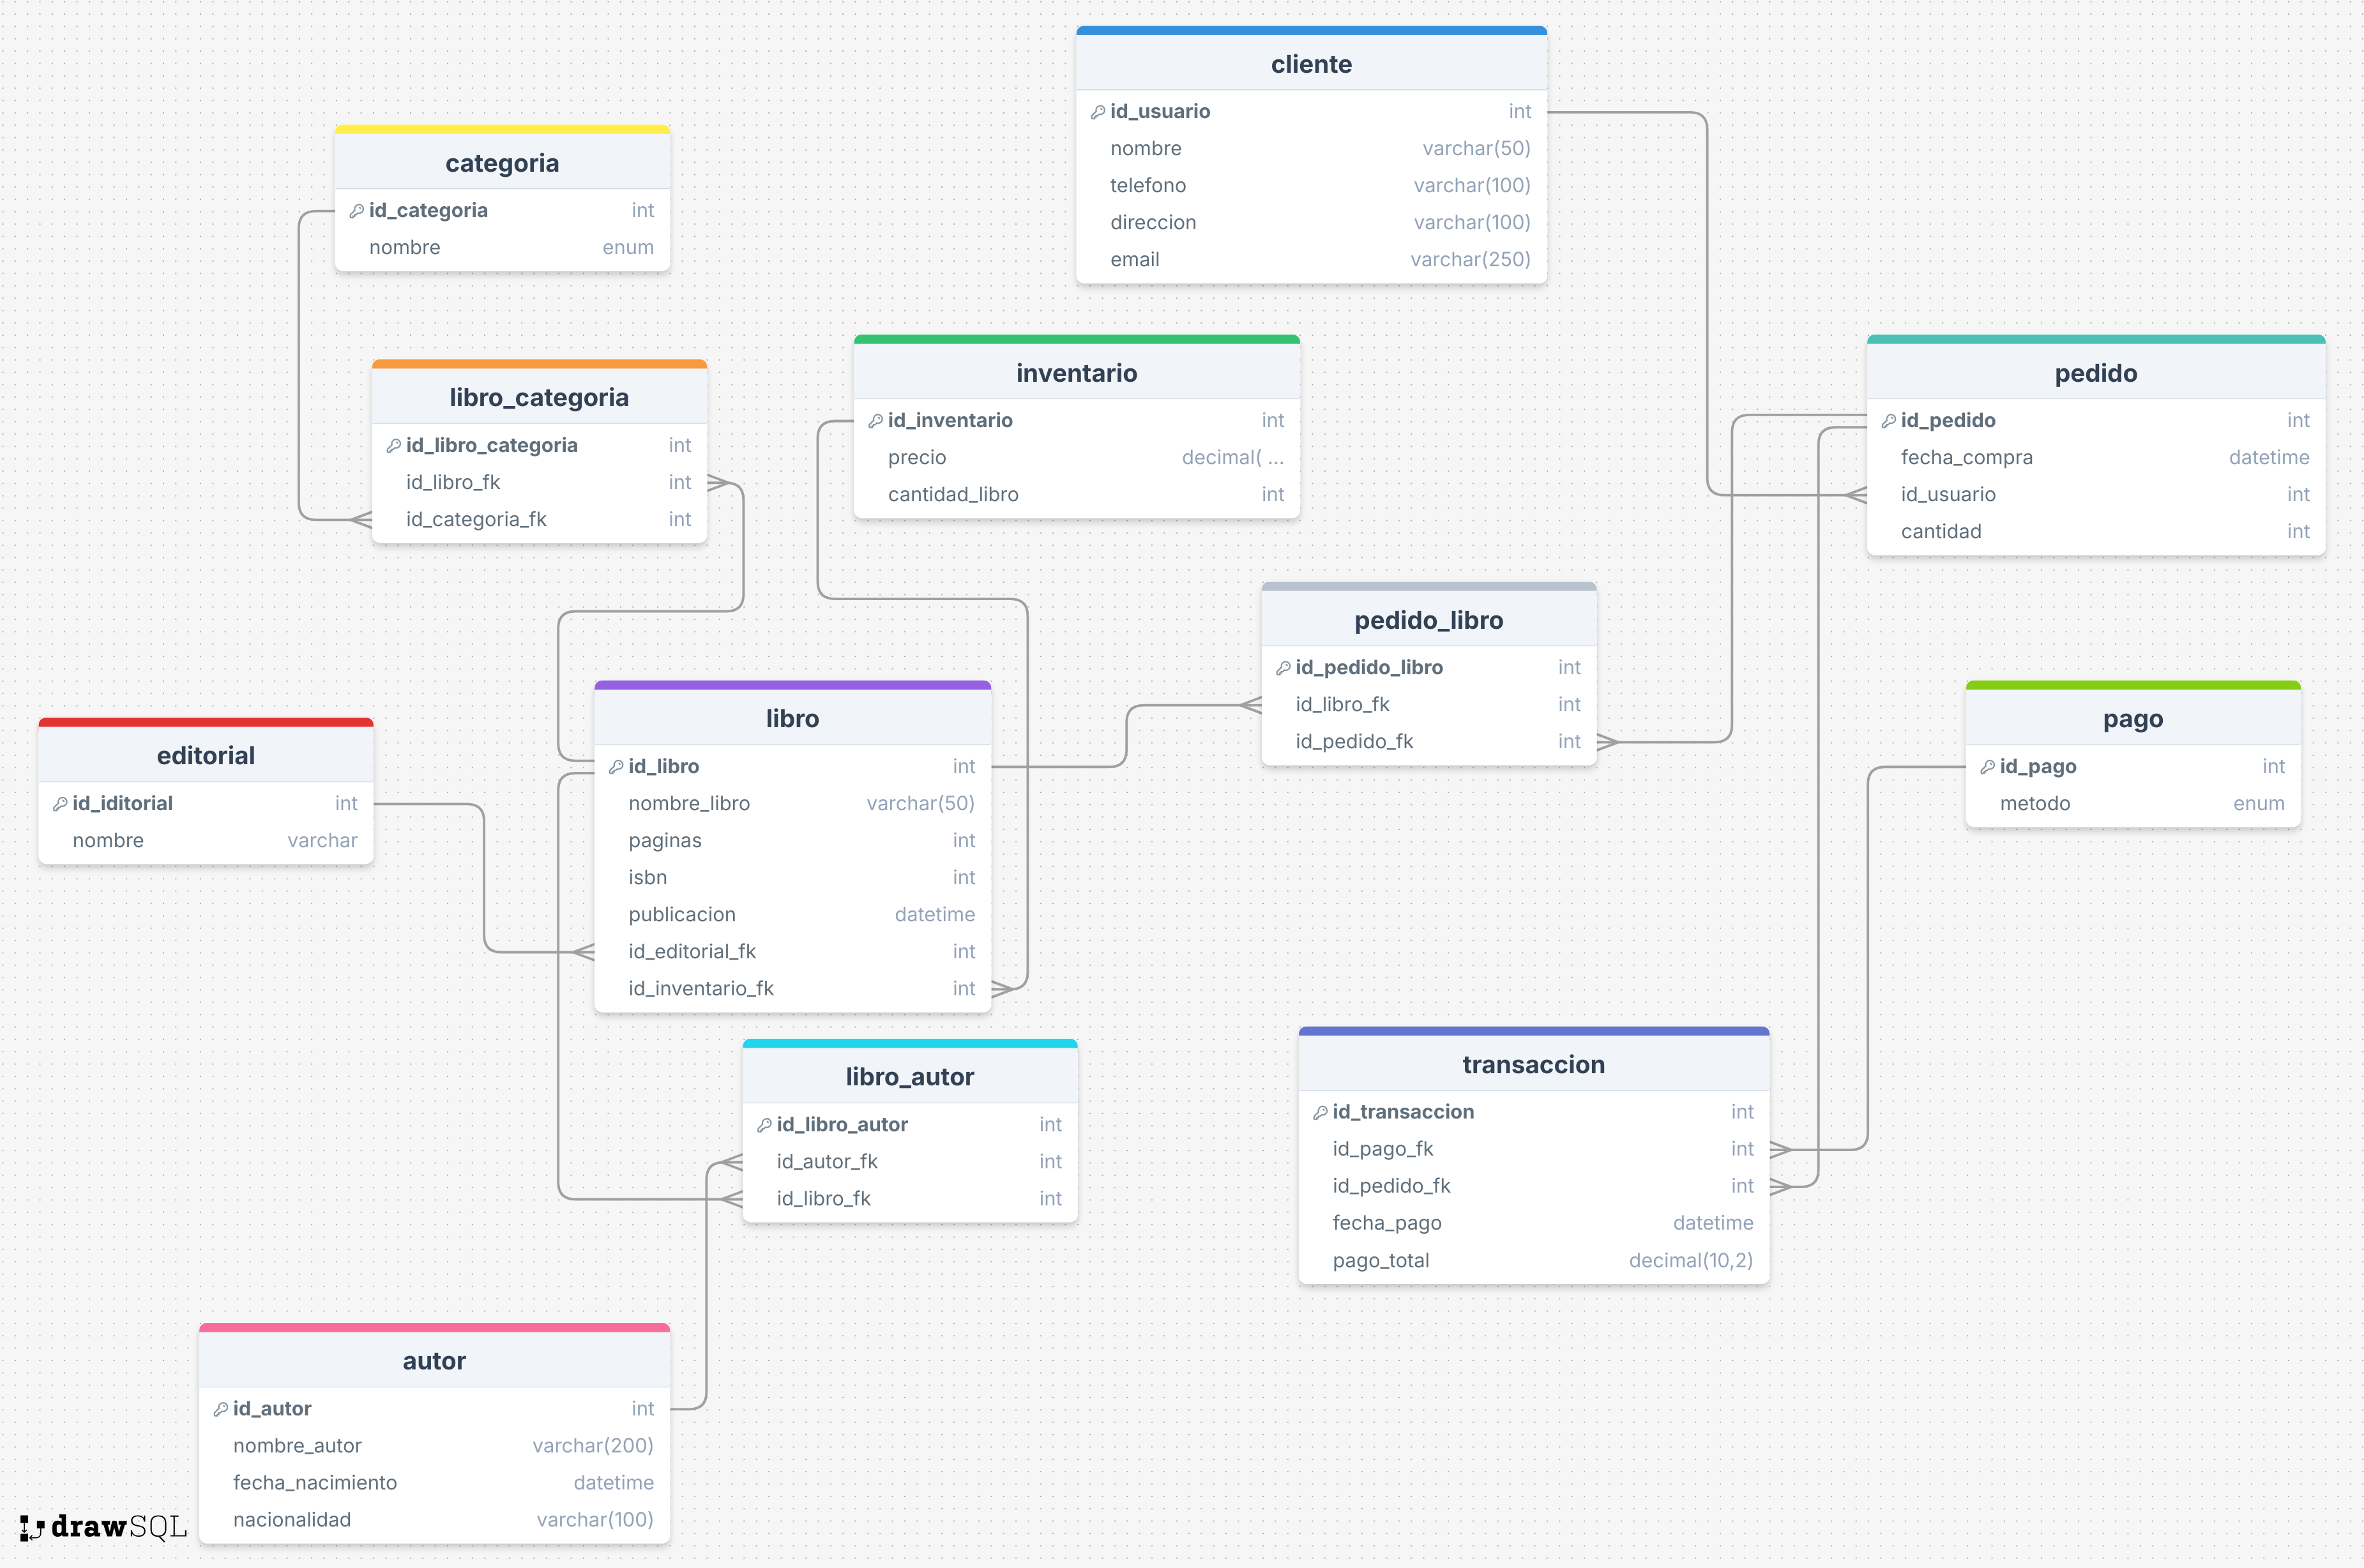 cliente
id_usuario int
nombre varchar(50)
telefono varchar(100)
direccion varchar(100)
email varchar(250)
categoria
id_categoria int
nombre enum
libro_categoria
id_libro_categoria int
id_libro_fk int
id_categoria_fk int
inventario
id_inventario int
precio decimal( ...
cantidad_libro int
pedido
id_pedido int
fecha_compra datetime
id_usuario int
cantidad int
pedido_libro
id_pedido_libro int
id_libro_fk int
id_pedido_fk int
editorial
id_iditorial int
nombre varchar
libro
id_libro int
nombre_libro varchar(50)
paginas int
isbn int
publicacion datetime
id_editorial_fk int
id_inventario_fk int
pago
id_pago int
metodo enum
libro_autor
id_libro_autor int
id_autor_fk int
id_libro_fk int
transaccion
id_transaccion int
id_pago_fk int
id_pedido_fk int
fecha_pago datetime
pago_total decimal(10,2)
autor
id_autor int
nombre_autor varchar(200)
fecha_nacimiento datetime
nacionalidad varchar(100)
drawSQL